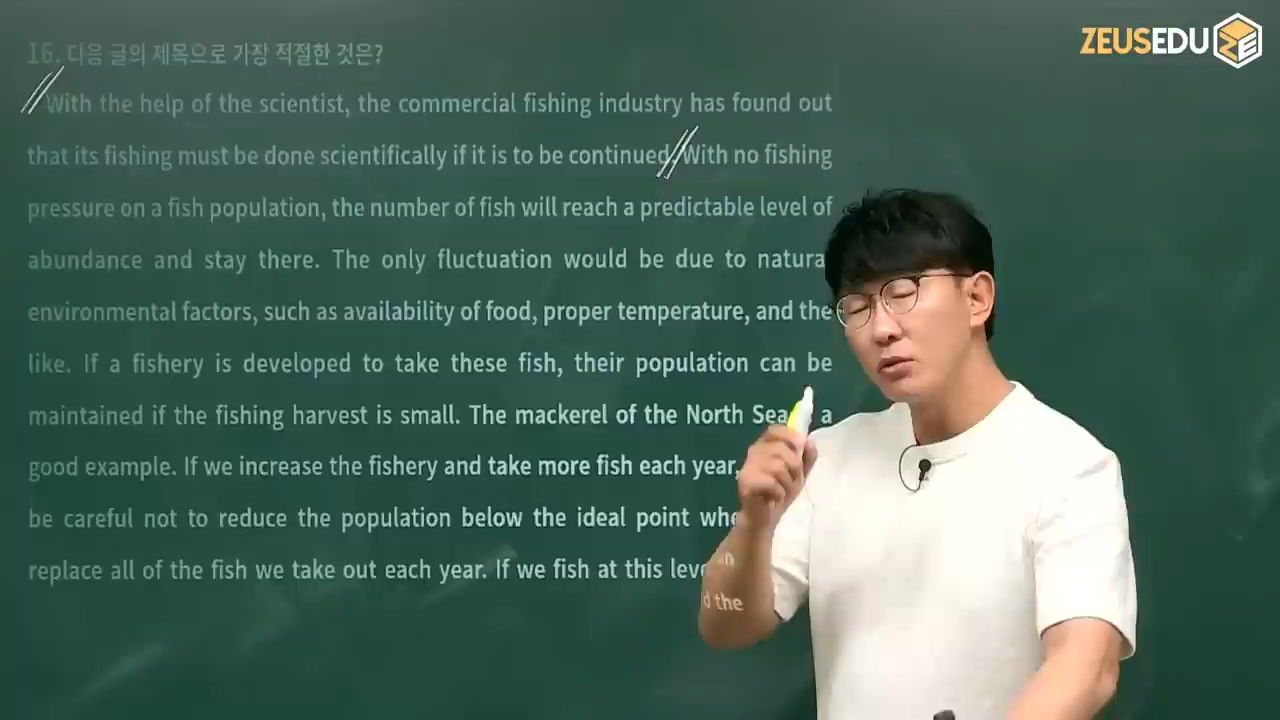 ZEUSEDU
16. 다음 글의 제목으로 가장 적절한 것은?
With the help of the scientist, the commercial fishing industry has found out
that its fishing must be done scientifically if it is to be continued. With no fishing
pressure on a fish population, the number of fish will reach a predictable level of
abundance and stay there. The only fluctuation would be due to natural
environmental factors, such as availability of food, proper temperature, and the
like. If a fishery is developed to take these fish, their population can be
maintained if the fishing harvest is small. The mackerel of the North Sea a
good example. If we increase the fishery and take more fish each year,
be careful not to reduce the population below the ideal point
replace all of the fish we take out each year. If we fish at this
the